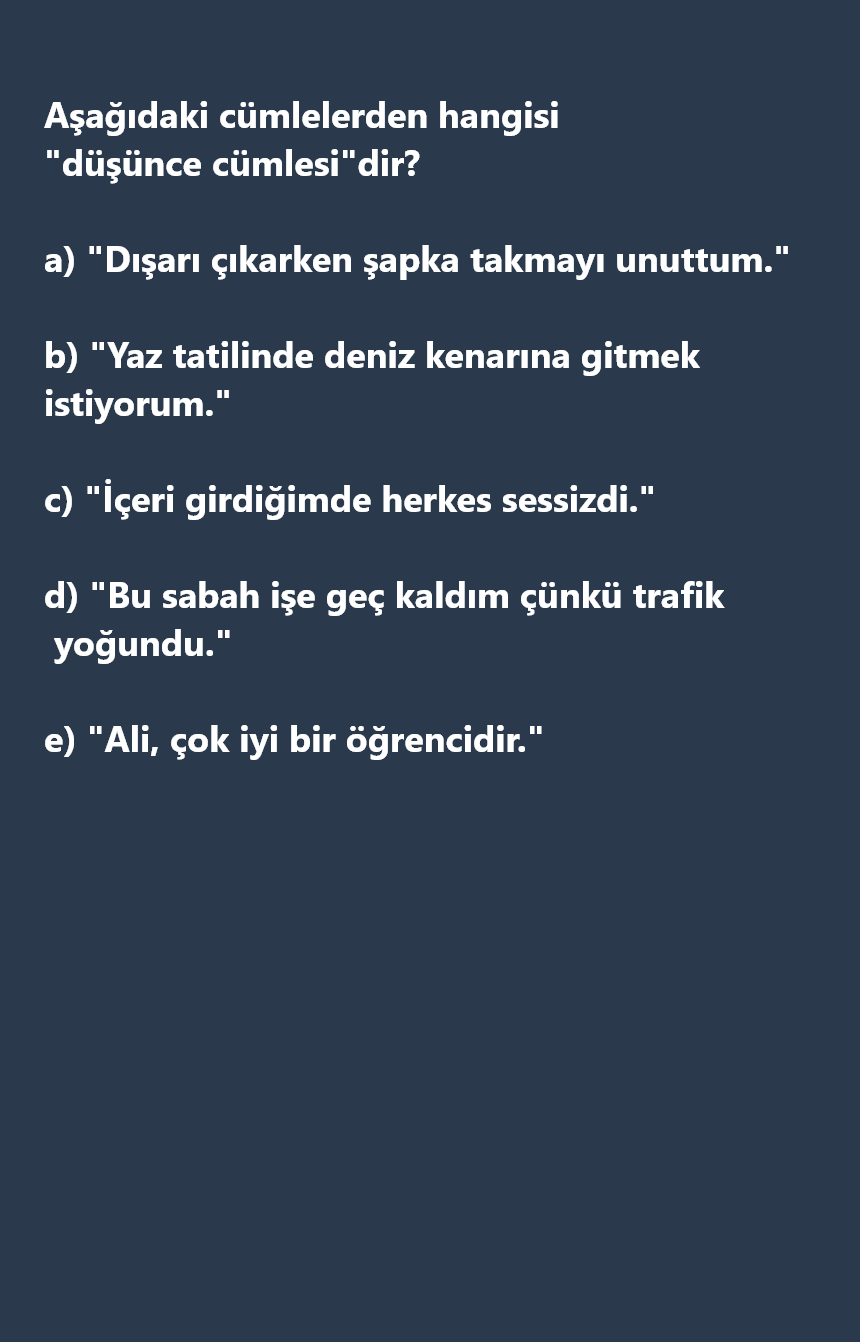 Aşağıdaki cümlelerden hangisi
"düşünce cümlesi"dir?
a) "Dışarı çıkarken şapka takmayı unuttum."
b) "Yaz tatilinde deniz kenarına gitmek
istiyorum."
c) "İçeri girdiğimde herkes sessizdi."
d) "Bu sabah işe geç kaldım çünkü trafik
yoğundu."
e) "Ali, çok iyi bir öğrencidir."